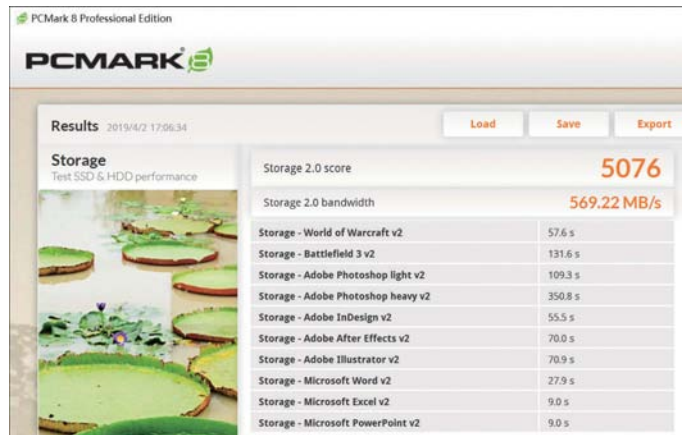 PCMark 8 Professional Edition
PCMARK 8
Results 2019/4/2 17:06:34
Load Save Export
Storage
Test SSD & HDD performance
Storage 2.0 score 5076
Storage 2.0 bandwidth 569.22 MB/s
Storage - World of Warcraft v2 57.6 s
Storage - Battlefield 3 v2 131.6 s
Storage - Adobe Photoshop light v2 109.3 s
Storage - Adobe Photoshop heavy v2 350.8 s
Storage - Adobe InDesign v2 55.5 s
Storage - Adobe After Effects v2 70.0 s
Storage - Adobe Illustrator v2 70.9 s
Storage - Microsoft Word v2 27.9 s
Storage - Microsoft Excel v2 9.0 s
Storage - Microsoft PowerPoint v2 9.0 s